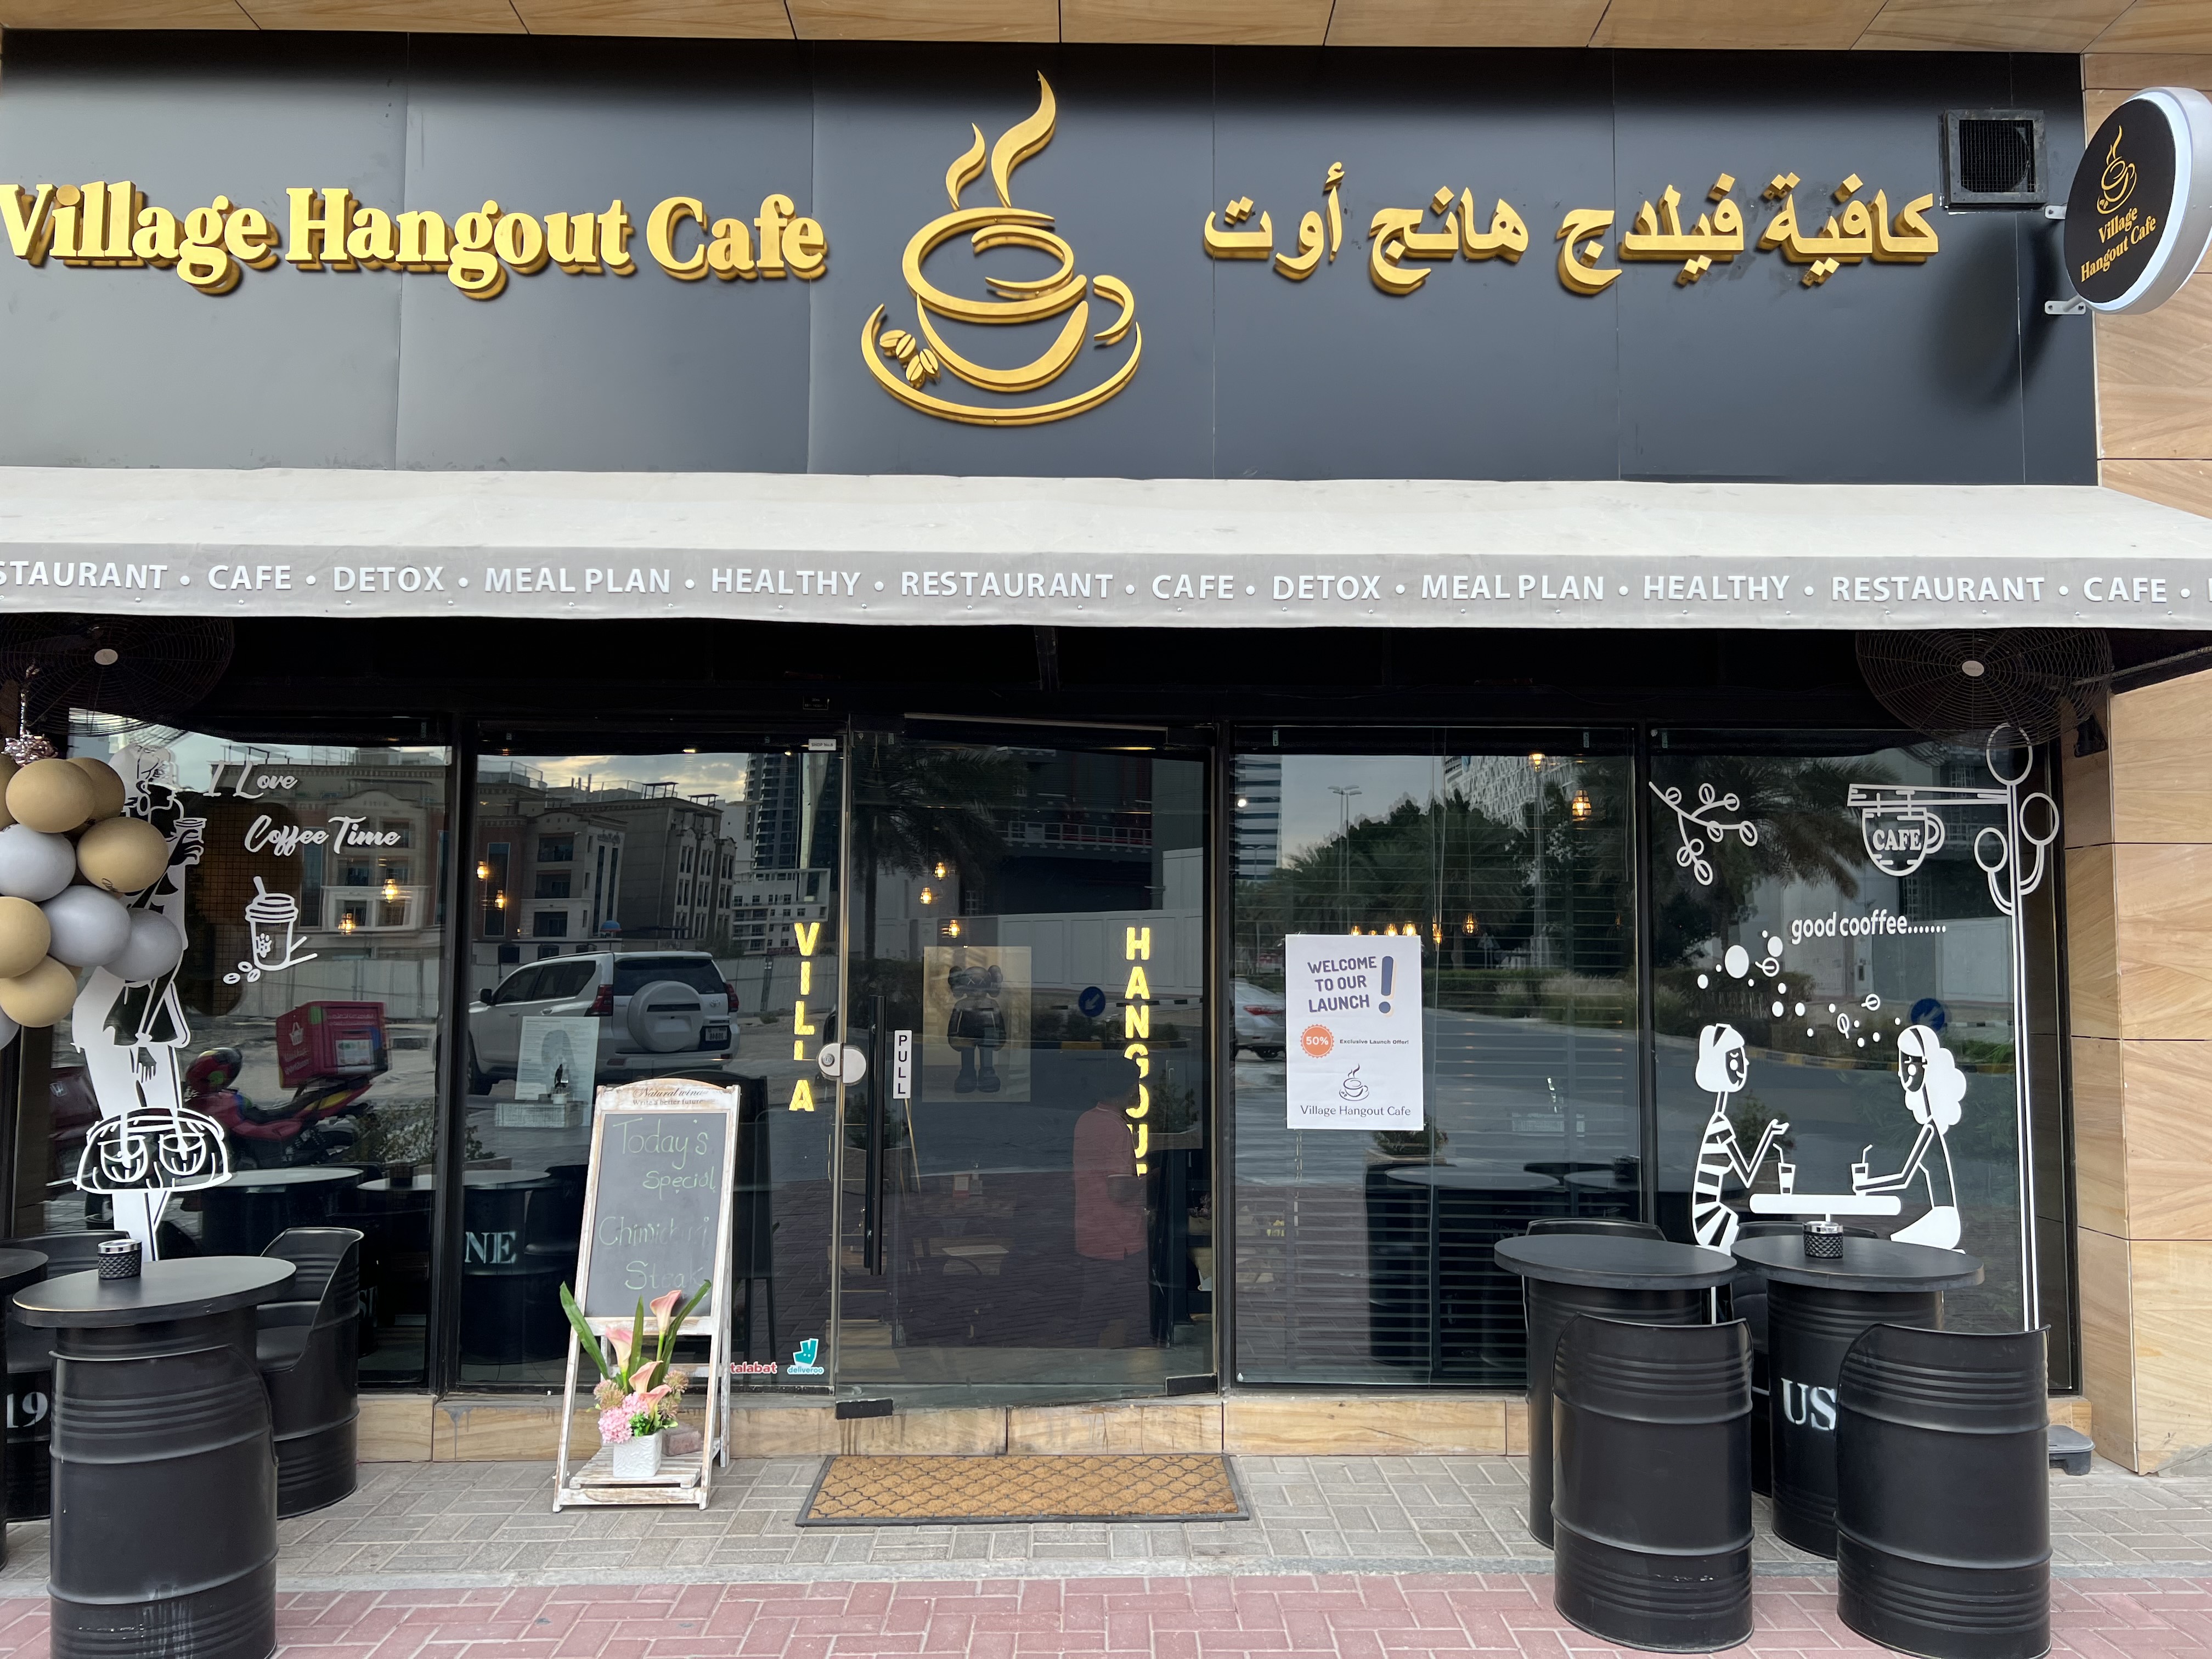 Village Hangout Cafe
كافية فيلدج هانج أوت
Village
Hangout Cafe
STAURANT • CAFE • DETOX • MEAL PLAN • HEALTHY • RESTAURANT • CAFE • DETOX • MEAL PLAN • HEALTHY • RESTAURANT • CAFE •
I Love
Coffee Time
VILLA
HANGOUT
PULL
WELCOME
TO OUR
LAUNCH!
50% Exclusive Launch Offer!
Village Hangout Cafe
CAFE
good cooffee.......
Today's
Special
Steak
talabat
deliveroo
NE
19
US